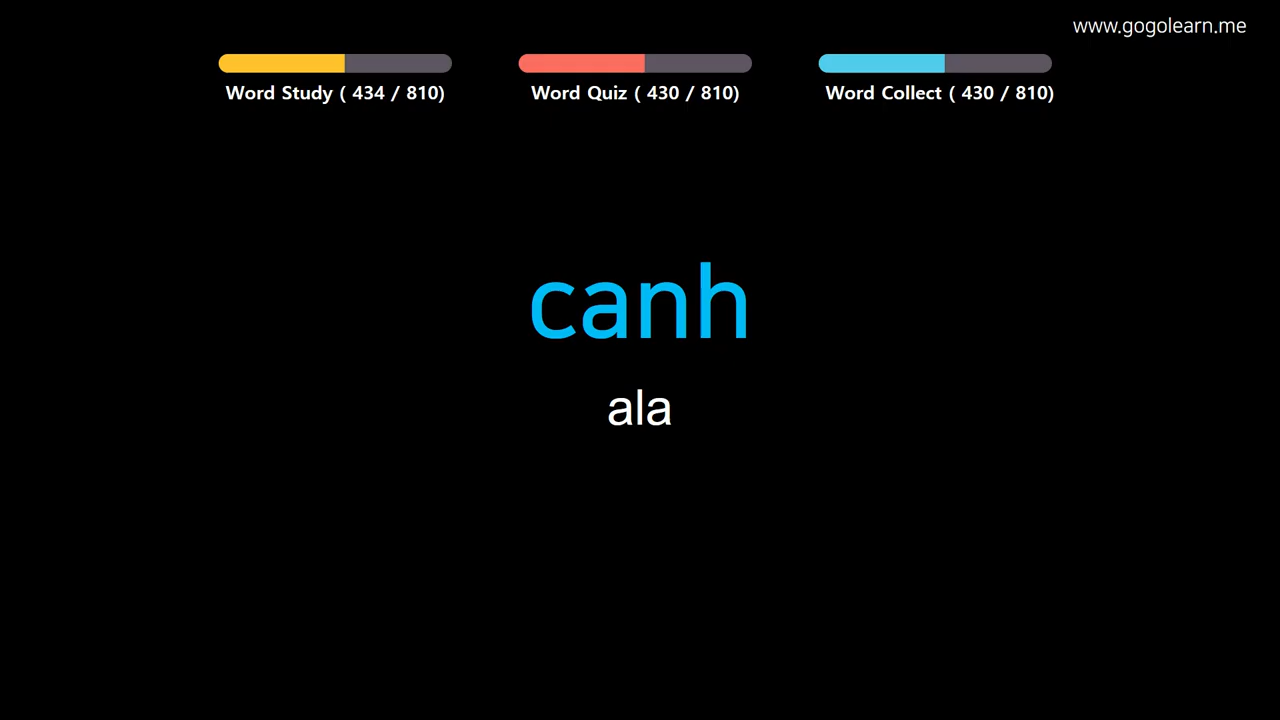 www.gogolearn.me
Word Study ( 434 / 810)
Word Quiz ( 430 / 810)
Word Collect ( 430 / 810)
canh
ala